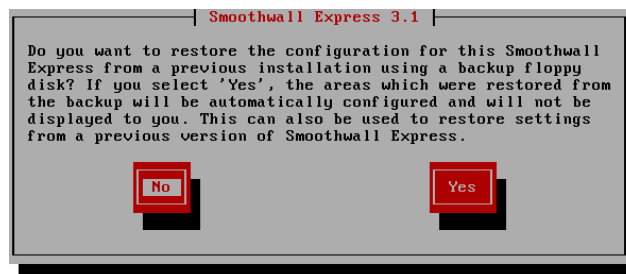 Smoothwall Express 3.1
Do you want to restore the configuration for this Smoothwall
Express from a previous installation using a backup floppy
disk? If you select 'Yes', the areas which were restored from
the backup will be automatically configured and will not be
displayed to you. This can also be used to restore settings
from a previous version of Smoothwall Express.
No Yes